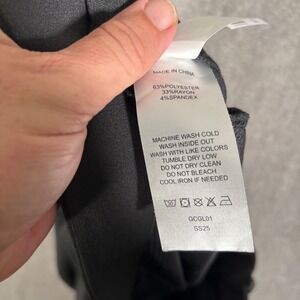 MADE IN CHINA
63%POLYESTER
33%RAYON
4%SPANDEX
MACHINE WASH COLD
WASH INSIDE OUT
WASH WITH LIKE COLORS
TUMBLE DRY LOW
DO NOT DRY CLEAN
DO NOT BLEACH
COOL IRON IF NEEDED
GCGL01
SS25